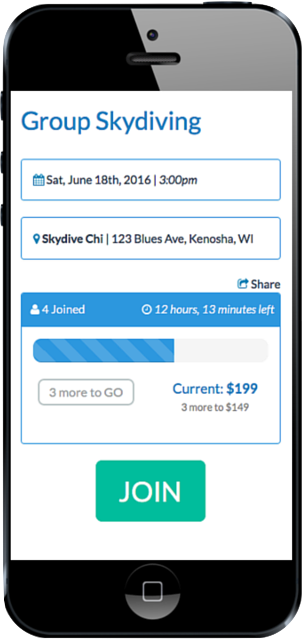 Group Skydiving
Sat, June 18th, 2016 | 3:00pm
Skydive Chi | 123 Blues Ave, Kenosha, WI
Share
4 Joined 12 hours, 13 minutes left
3 more to GO Current: $199
3 more to $149
JOIN